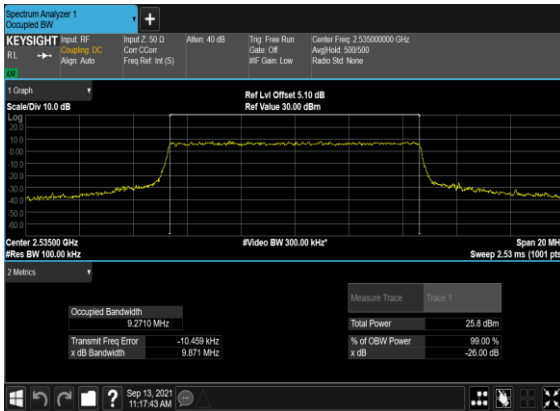 Spectrum Analyzer 1
Occupied BW
+
KEYSIGHT Input: RF Input Z: 50 Ω Atten: 40 dB Trig: Free Run Center Freq: 2.535000000 GHz
RL Coupling: DC Corr CCorr Gate: Off Avg|Hold: 500/500
Align: Auto Freq Ref: Int (S) #IF Gain: Low Radio Std: None
LXI
1 Graph
Ref Lvl Offset 5.10 dB
Scale/Div 10.0 dB Ref Value 30.00 dBm
Log
20.0
10.0
0.00
-10.0
-20.0
-30.0
-40.0
-50.0
-60.0
Center 2.53500 GHz #Video BW 300.00 kHz* Span 20 MH
#Res BW 100.00 kHz Sweep 2.53 ms (1001 pts
2 Metrics
Measure Trace Trace 1
Occupied Bandwidth
9.2710 MHz
Total Power 25.8 dBm
Transmit Freq Error -10.459 kHz % of OBW Power 99.00 %
x dB Bandwidth 9.871 MHz x dB -26.00 dB
? Sep 13, 2021
11:17:43 AM